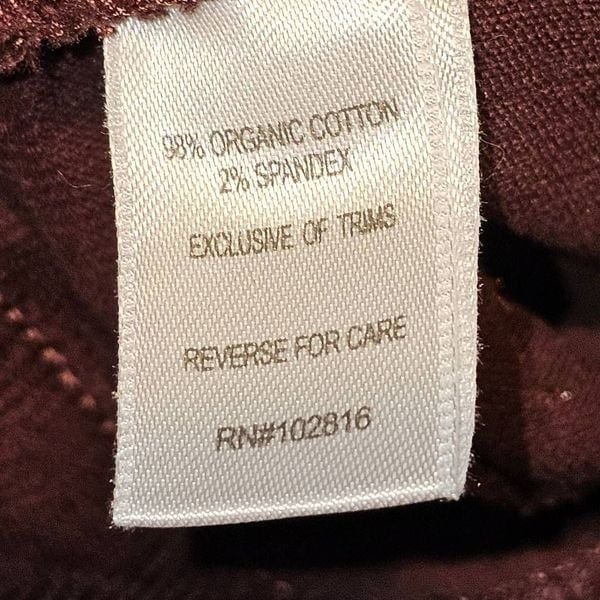 98% ORGANIC COTTON
2% SPANDEX
EXCLUSIVE OF TRIMS
REVERSE FOR CARE
RN#102816